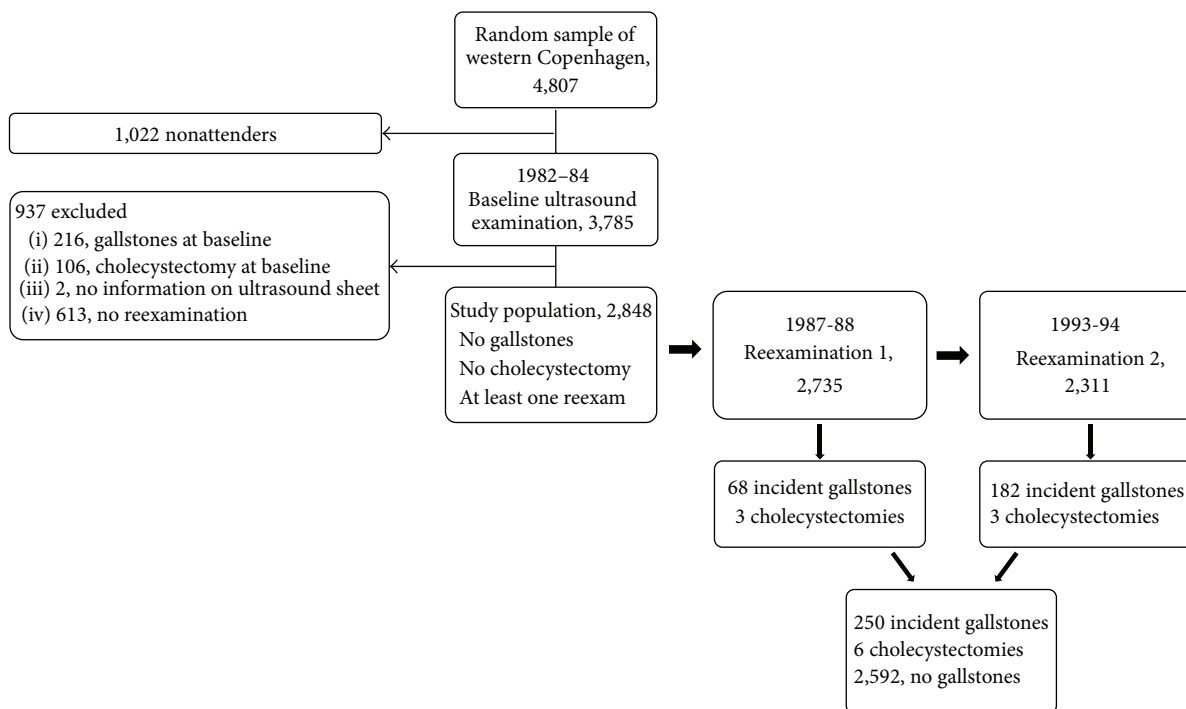 Random sample of
western Copenhagen,
4,807
1,022 nonattenders
1982–84
Baseline ultrasound
examination, 3,785
937 excluded
(i) 216, gallstones at baseline
(ii) 106, cholecystectomy at baseline
(iii) 2, no information on ultrasound sheet
(iv) 613, no reexamination
Study population, 2,848
No gallstones
No cholecystectomy
At least one reexam
1987-88
Reexamination 1,
2,735
1993-94
Reexamination 2,
2,311
68 incident gallstones
3 cholecystectomies
182 incident gallstones
3 cholecystectomies
250 incident gallstones
6 cholecystectomies
2,592, no gallstones